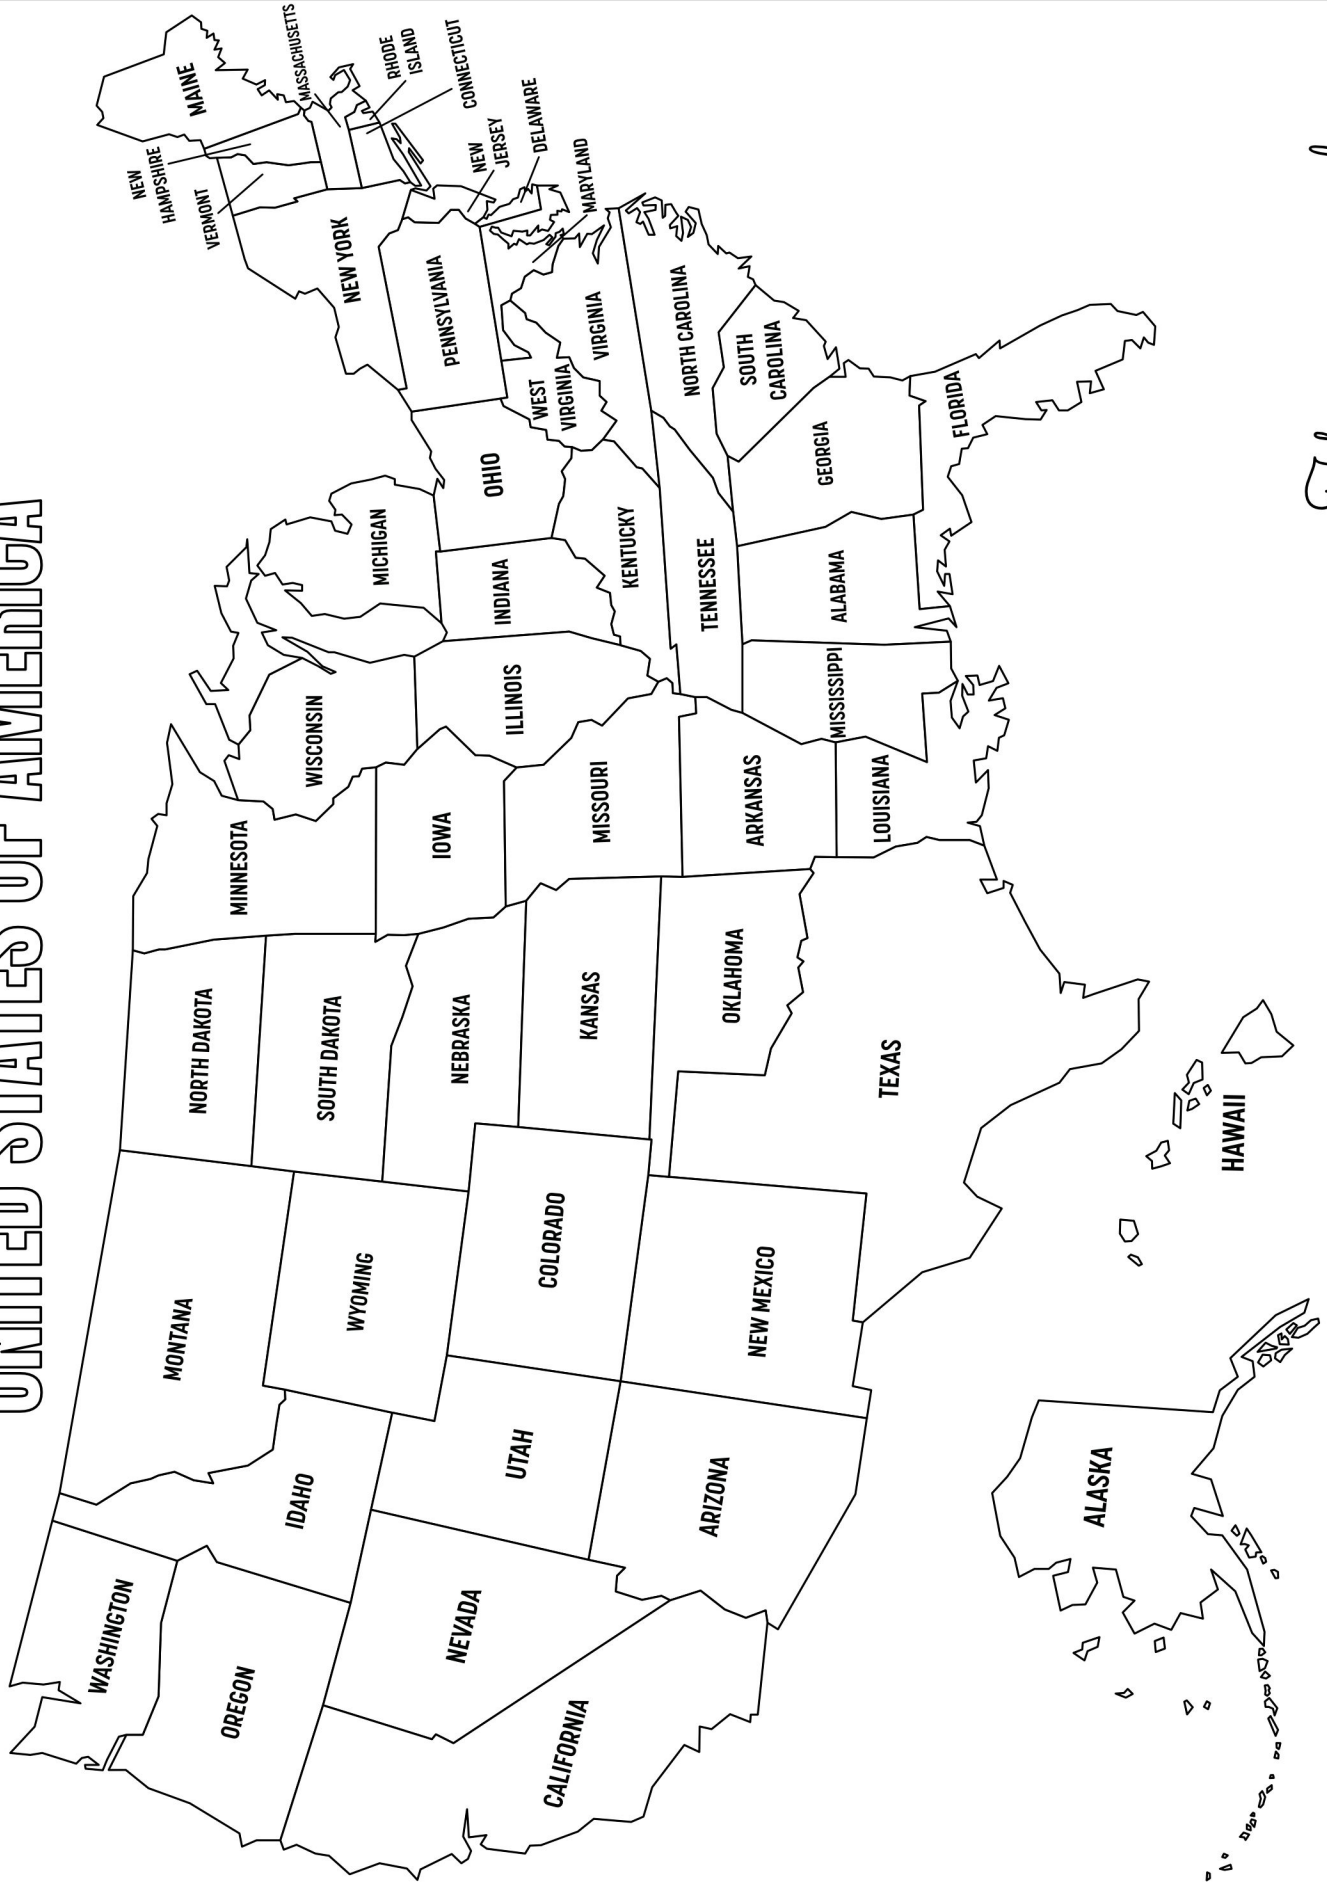 UNITED STATES OF AMERICA
WASHINGTON
OREGON
CALIFORNIA
NEVADA
IDAHO
MONTANA
WYOMING
UTAH
ARIZONA
COLORADO
NEW MEXICO
NORTH DAKOTA
SOUTH DAKOTA
NEBRASKA
KANSAS
OKLAHOMA
TEXAS
MINNESOTA
IOWA
MISSOURI
ARKANSAS
LOUISIANA
WISCONSIN
ILLINOIS
MICHIGAN
INDIANA
OHIO
KENTUCKY
TENNESSEE
MISSISSIPPI
ALABAMA
GEORGIA
FLORIDA
SOUTH
CAROLINA
NORTH CAROLINA
VIRGINIA
WEST
VIRGINIA
PENNSYLVANIA
NEW YORK
VERMONT
NEW
HAMPSHIRE
MAINE
MASSACHUSETTS
RHODE
ISLAND
CONNECTICUT
NEW
JERSEY
DELAWARE
MARYLAND
ALASKA
HAWAII